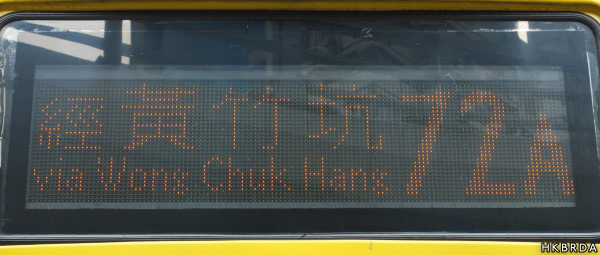 經黃竹坑
via Wong Chuk Hang
72A
HKBRDA